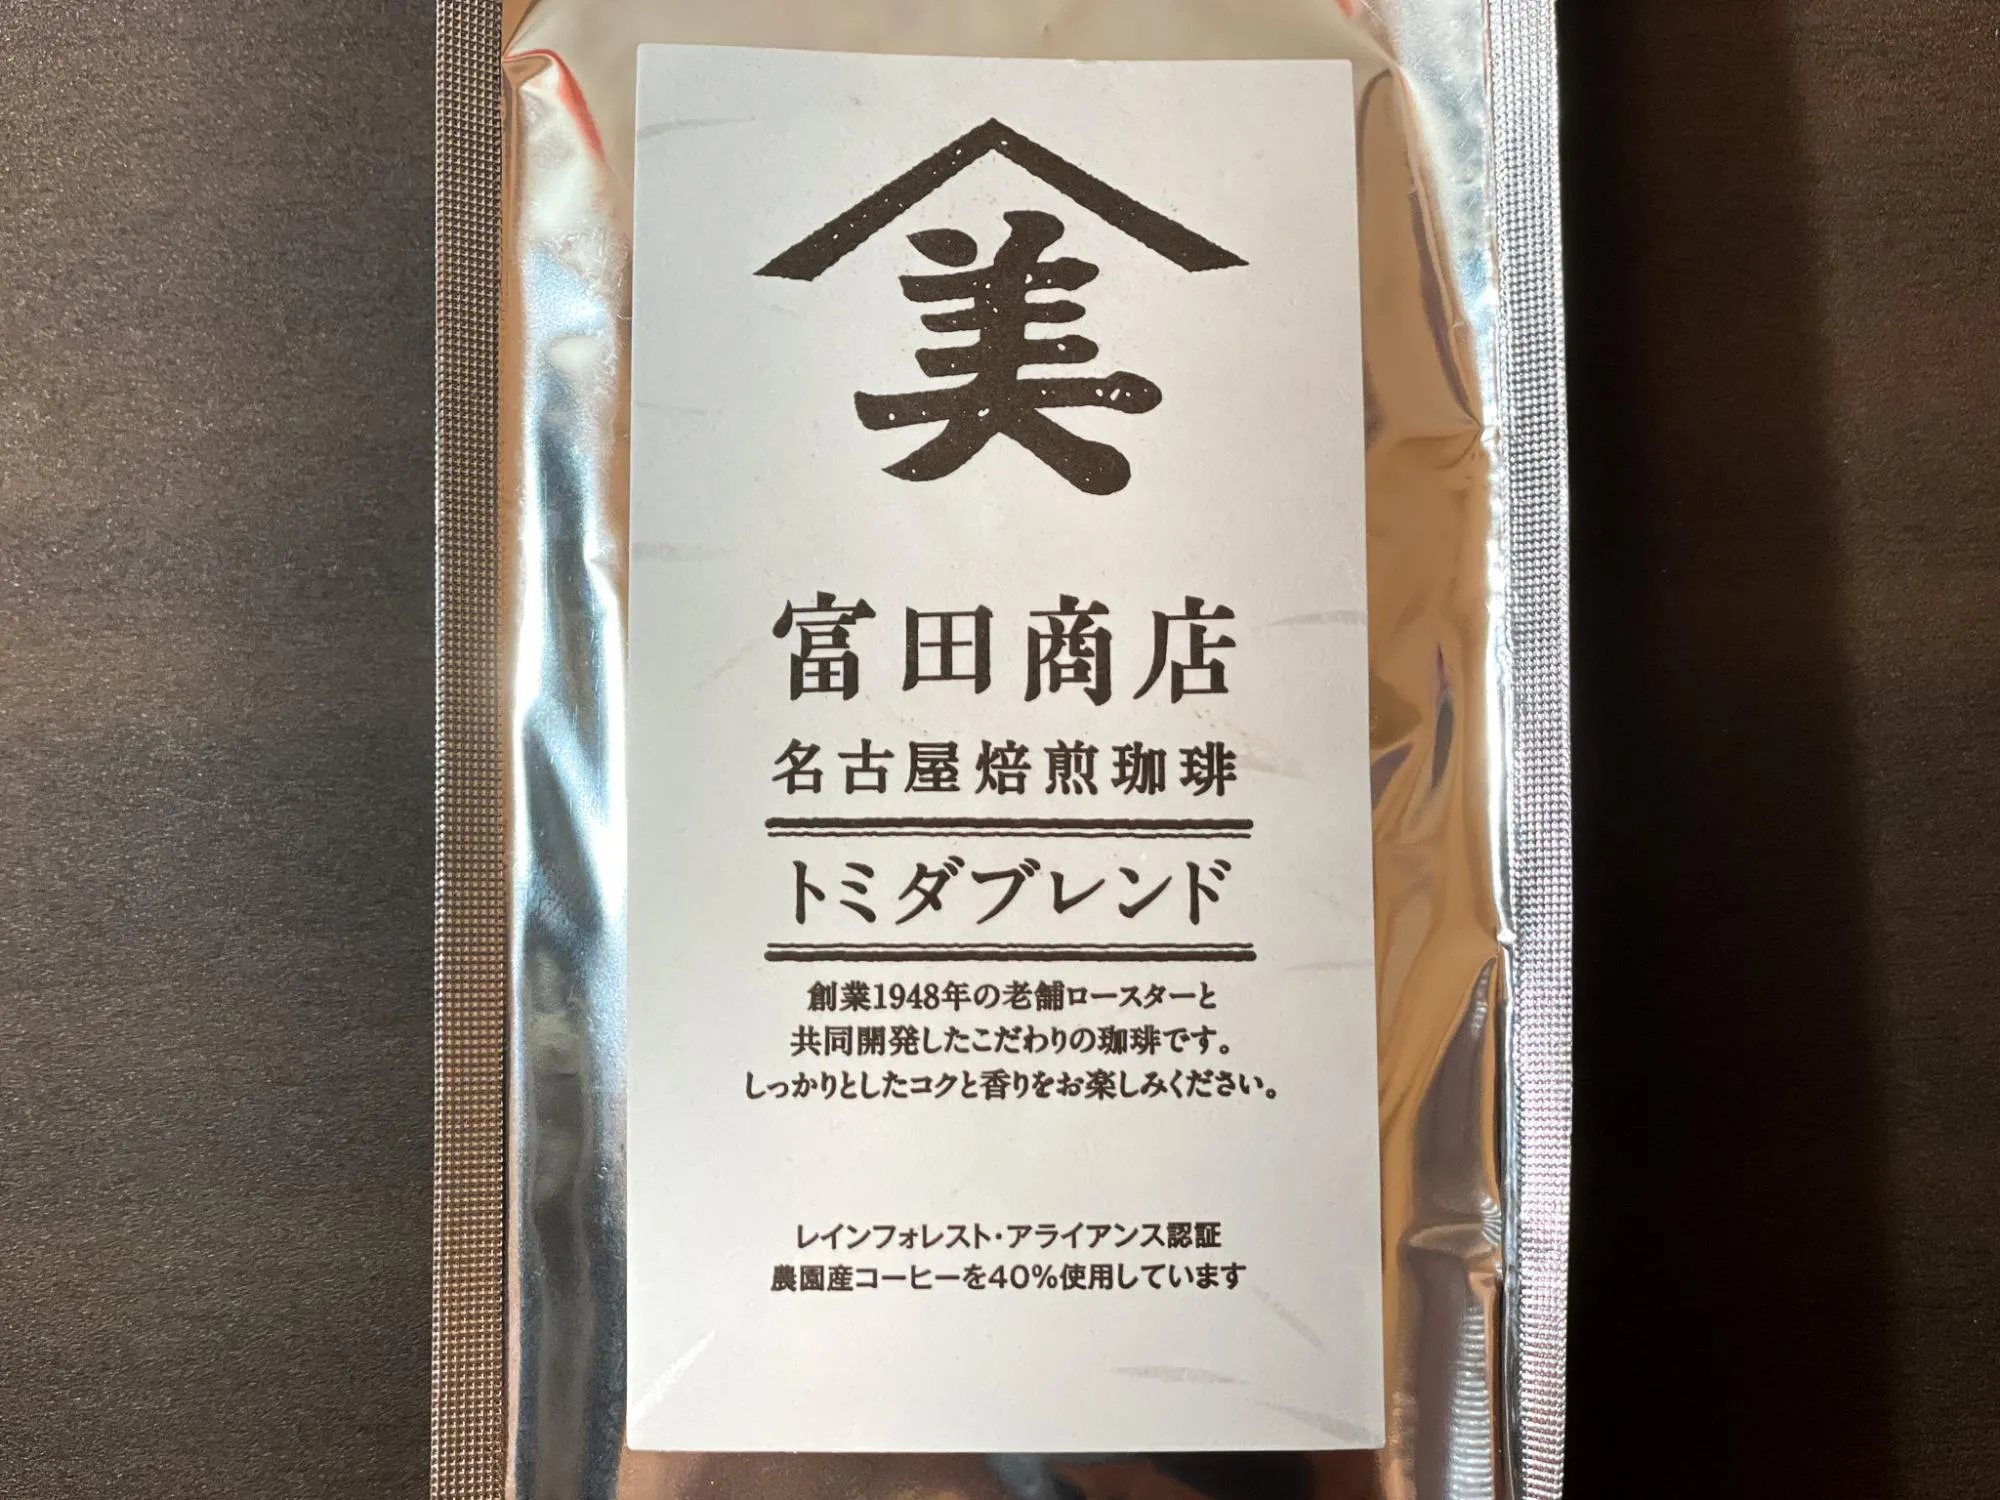 美
富田商店
名古屋焙煎珈琲
トミダブレンド
創業1948年の老舗ロースターと
共同開発したこだわりの珈琲です。
しっかりとしたコクと香りをお楽しみください。
レインフォレスト・アライアンス認証
農園産コーヒーを40%使用しています